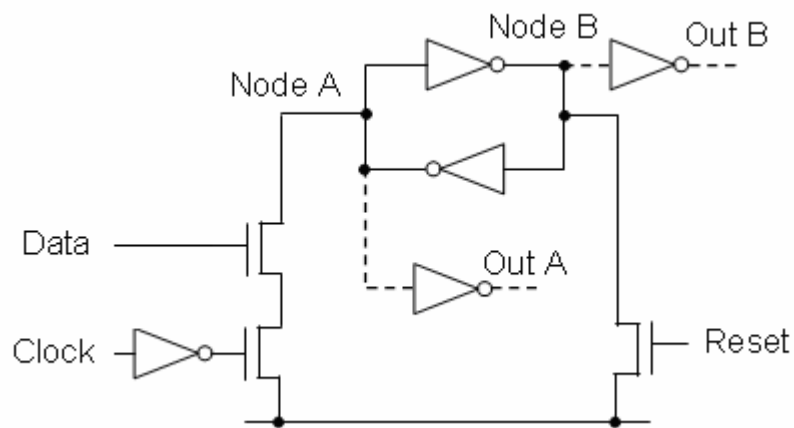 Node B
Out B
Node A
Data
Out A
Clock
Reset